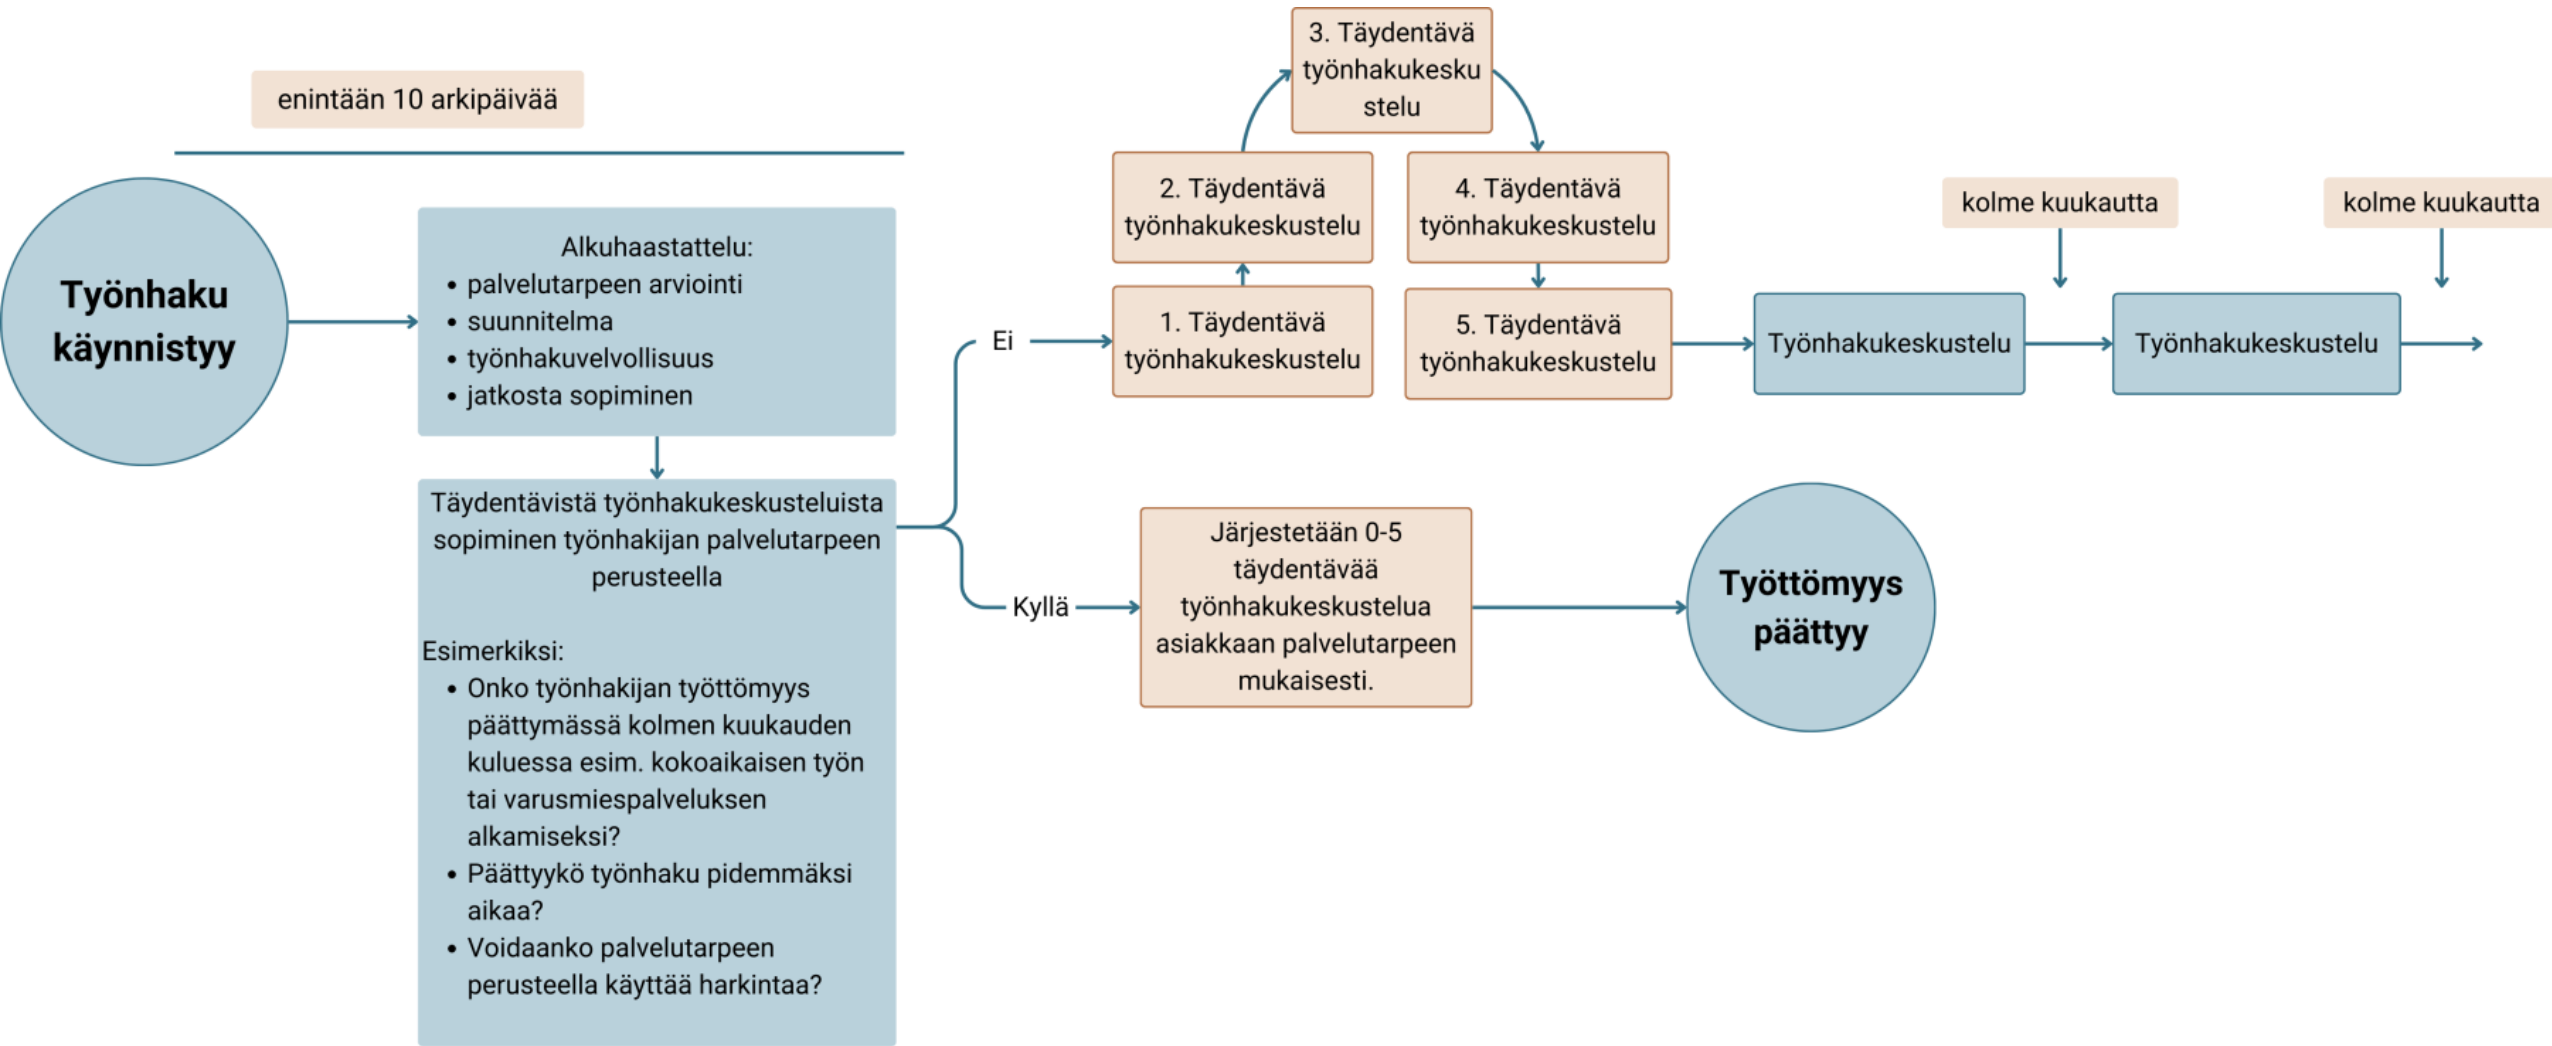 enintään 10 arkipäivää
Työnhaku
käynnistyy
Alkuhaastattelu:
• palvelutarpeen arviointi
• suunnitelma
• työnhakuvelvollisuus
• jatkosta sopiminen
Täydentävistä työnhakukeskusteluista
sopiminen työnhakijan palvelutarpeen
perusteella
Esimerkiksi:
• Onko työnhakijan työttömyys
päättymässä kolmen kuukauden
kuluessa esim. kokoaikaisen työn
tai varusmiespalveluksen
alkamiseksi?
• Päättyykö työnhaku pidemmäksi
aikaa?
• Voidaanko palvelutarpeen
perusteella käyttää harkintaa?
Ei
1. Täydentävä
työnhakukeskustelu
2. Täydentävä
työnhakukeskustelu
3. Täydentävä
työnhakukesku
stelu
4. Täydentävä
työnhakukeskustelu
5. Täydentävä
työnhakukeskustelu
Työnhakukeskustelu
kolme kuukautta
Työnhakukeskustelu
kolme kuukautta
Kyllä
Järjestetään 0-5
täydentävää
työnhakukeskustelua
asiakkaan palvelutarpeen
mukaisesti.
Työttömyys
päättyy